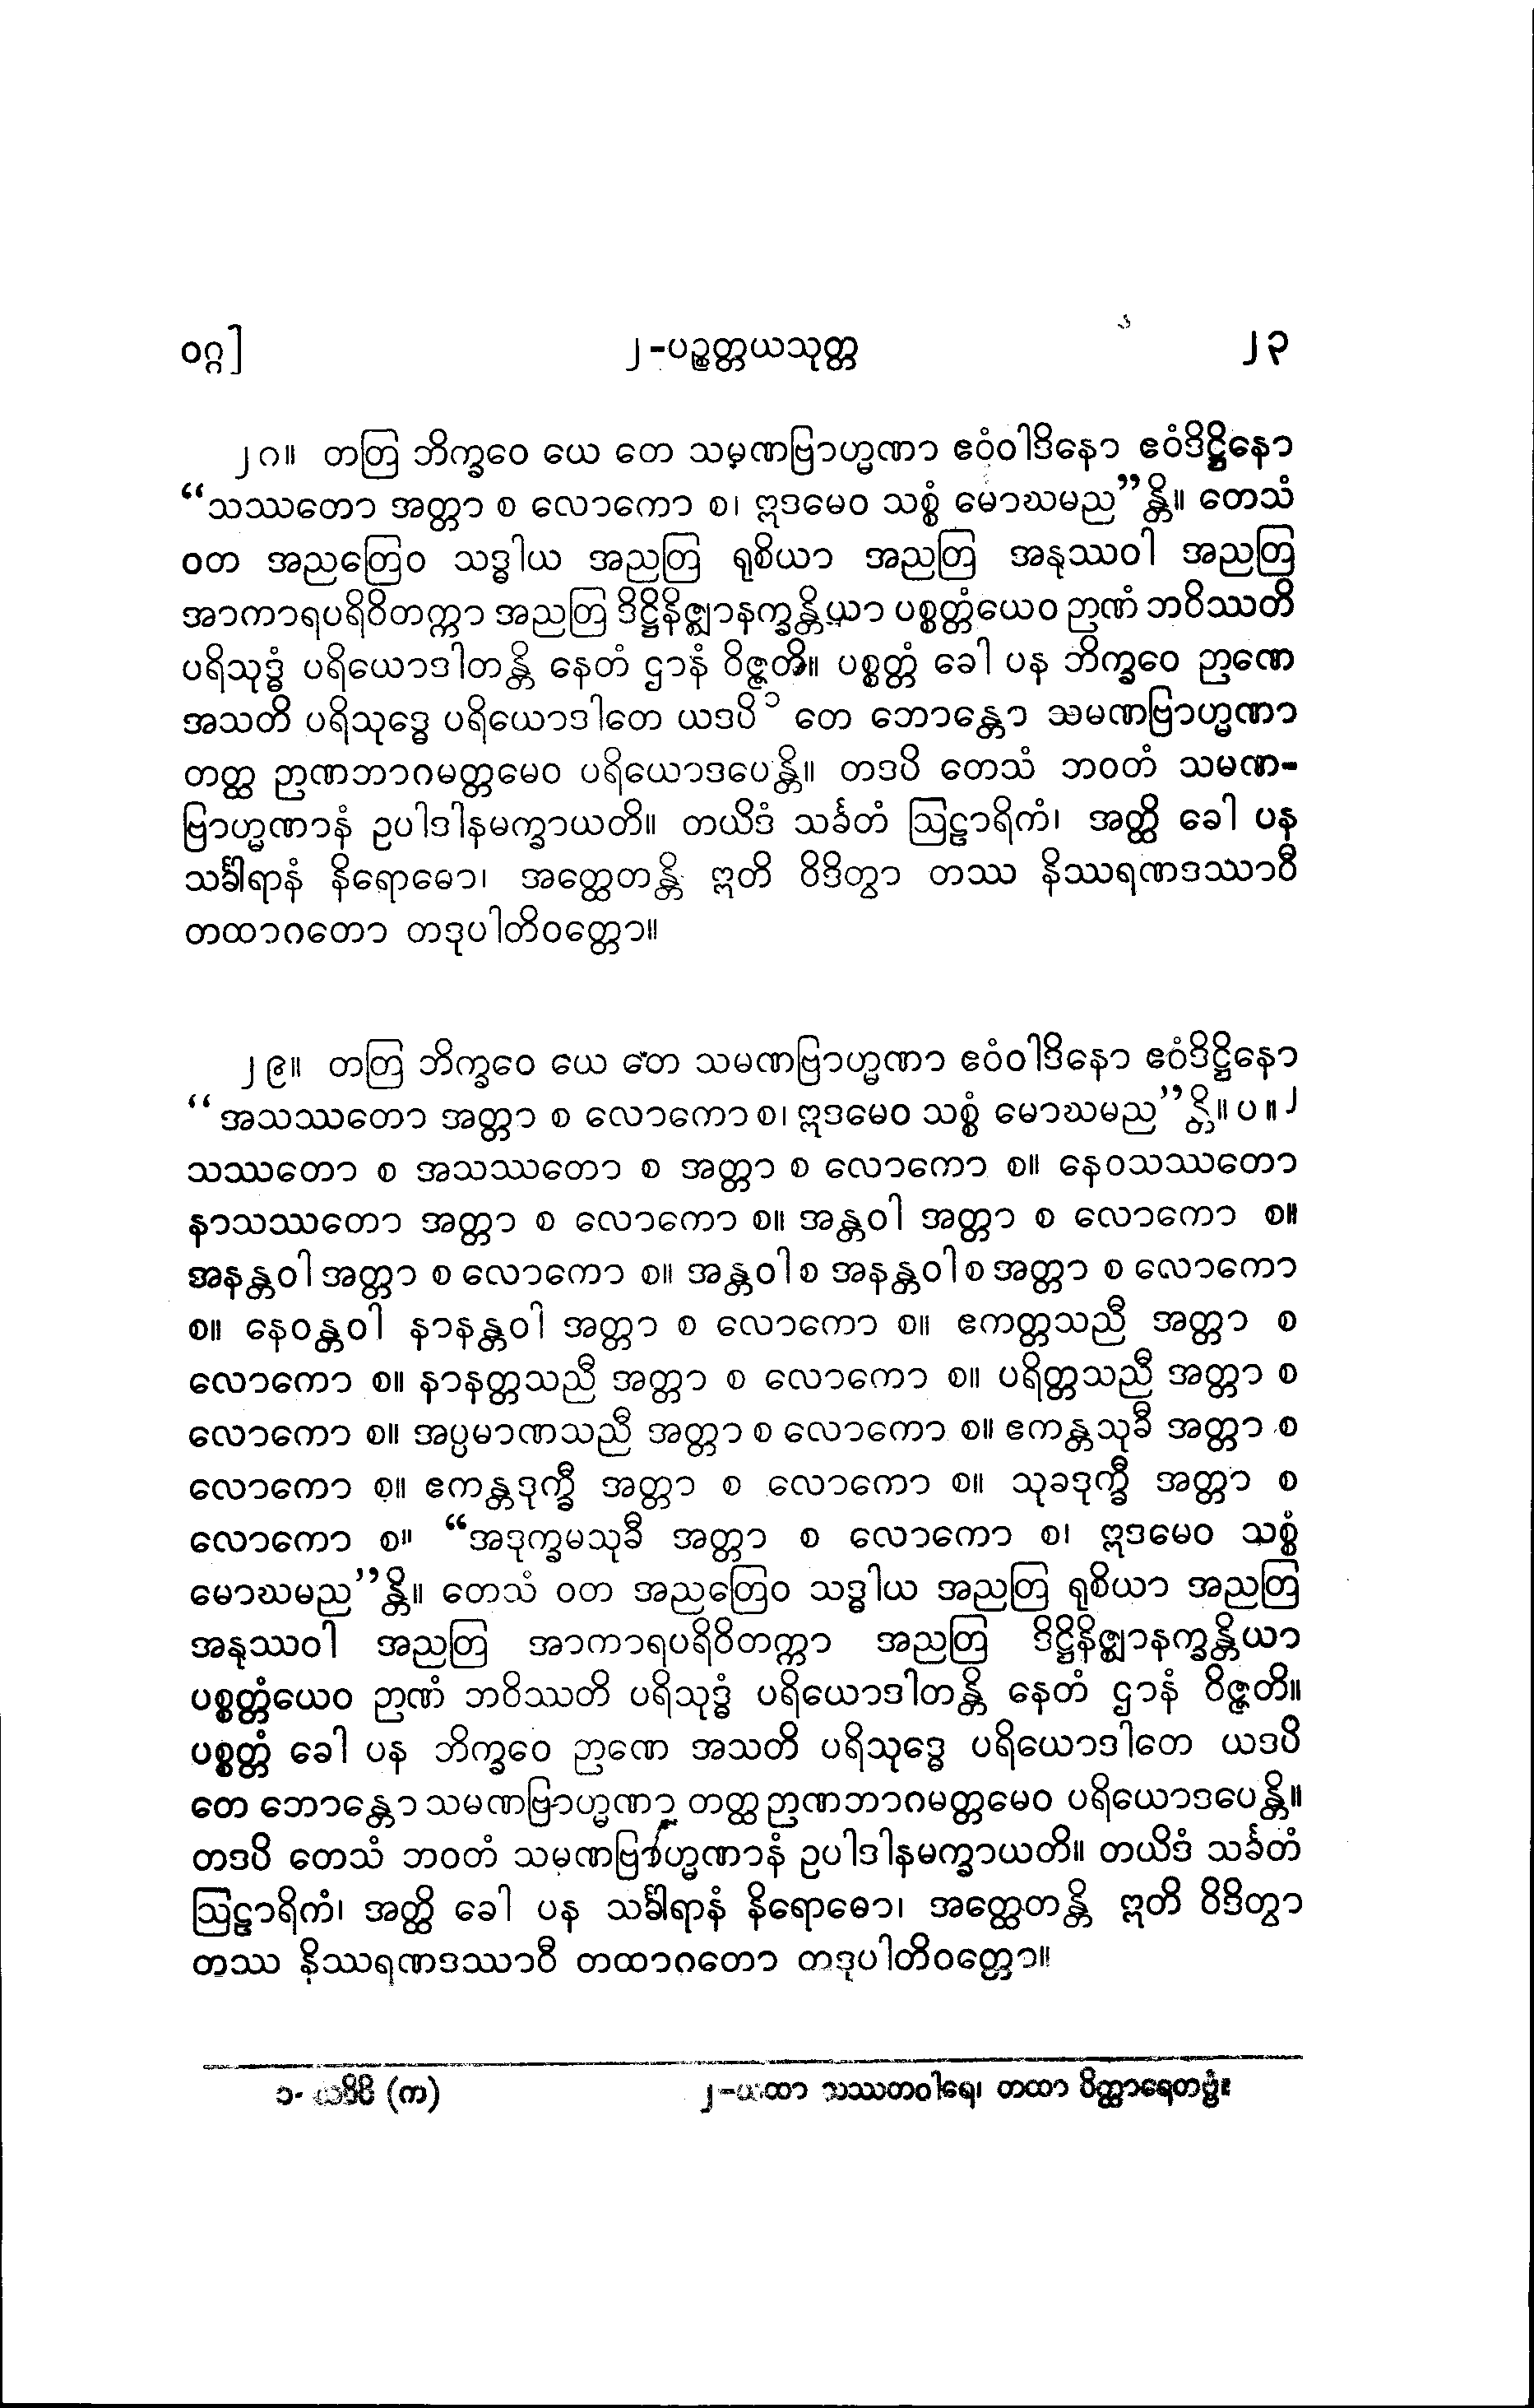 ဝဂ္ဂ]
၂-ပဉ္စတ္တယသုတ္တ
၂၃
၂၈။ တတြ ဘိက္ခဝေ ယေ တေ သမဏဗြာဟ္မဏာ ဧဝံဝါဒိနော ဧဝံဒိဋ္ဌိနော
“သဿတော အတ္တာ စ လောကော စ၊ ဣဒမေဝ သစ္စံ မောဃမည”န္တိ။ တေသံ
ဝတ အညတြေဝ သဒ္ဓါယ အညတြ ရုစိယာ အညတြ အနုဿဝါ အညတြ
အာကာရပရိဝိတက္ကာ အညတြ ဒိဋ္ဌိနိဇ္ဈာနက္ခန္တိယာ ပစ္စတ္တံယေဝ ဉာဏံ ဘဝိဿတိ
ပရိသုဒ္ဓံ ပရိယောဒါတန္တိ နေတံ ဌာနံ ဝိဇ္ဇတိ။ ပစ္စတ္တံ ခေါ ပန ဘိက္ခဝေ ဉာဏေ
အသတိ ပရိသုဒ္ဓေ ပရိယောဒါတေ ယဒပိ ၁ တေ ဘောန္တော သမဏဗြာဟ္မဏာ
တတ္ထ ဉာဏဘာဂမတ္တမေဝ ပရိယောဒပေန္တိ။ တဒပိ တေသံ ဘဝတံ သမဏ-
ဗြာဟ္မဏာနံ ဥပါဒါနမက္ခာယတိ။ တယိဒံ သင်္ခတံ ဩဠာရိကံ၊ အတ္ထိ ခေါ ပန
သင်္ခါရာနံ နိရောဓော၊ အတ္ထေတန္တိ ဣတိ ဝိဒိတွာ တဿ နိဿရဏဒဿာဝီ
တထာဂတော တဒုပါတိဝတ္တော။
၂၉။ တတြ ဘိက္ခဝေ ယေ တေ သမဏဗြာဟ္မဏာ ဧဝံဝါဒိနော ဧဝံဒိဋ္ဌိနော
“အသဿတော အတ္တာ စ လောကော စ၊ ဣဒမေဝ သစ္စံ မောဃမည”န္တိ။ပ။၂
သဿတော စ အသဿတော စ အတ္တာ စ လောကော စ။ နေဝသဿတော
နာသဿတော အတ္တာ စ လောကော စ။ အန္တဝါ အတ္တာ စ လောကော စ။
အနန္တဝါ အတ္တာ စ လောကော စ။ အန္တဝါ စ အနန္တဝါ စ အတ္တာ စ လောကော
စ။ နေဝန္တဝါ နာနန္တဝါ အတ္တာ စ လောကော စ။ ဧကတ္တသညီ အတ္တာ စ
လောကော စ။ နာနတ္တသညီ အတ္တာ စ လောကော စ။ ပရိတ္တသညီ အတ္တာ စ
လောကော စ။ အပ္ပမာဏသညီ အတ္တာ စ လောကော စ။ ဧကန္တသုခီ အတ္တာ စ
လောကော စ။ ဧကန္တဒုက္ခီ အတ္တာ စ လောကော စ။ သုခဒုက္ခီ အတ္တာ စ
လောကော စ။ “အဒုက္ခမသုခီ အတ္တာ စ လောကော စ၊ ဣဒမေဝ သစ္စံ
မောဃမည”န္တိ။ တေသံ ဝတ အညတြေဝ သဒ္ဓါယ အညတြ ရုစိယာ အညတြ
အနုဿဝါ အညတြ အာကာရပရိဝိတက္ကာ အညတြ ဒိဋ္ဌိနိဇ္ဈာနက္ခန္တိယာ
ပစ္စတ္တံယေဝ ဉာဏံ ဘဝိဿတိ ပရိသုဒ္ဓံ ပရိယောဒါတန္တိ နေတံ ဌာနံ ဝိဇ္ဇတိ။
ပစ္စတ္တံ ခေါ ပန ဘိက္ခဝေ ဉာဏေ အသတိ ပရိသုဒ္ဓေ ပရိယောဒါတေ ယဒပိ
တေ ဘောန္တော သမဏဗြာဟ္မဏာ တတ္ထ ဉာဏဘာဂမတ္တမေဝ ပရိယောဒပေန္တိ။
တဒပိ တေသံ ဘဝတံ သမဏဗြာဟ္မဏာနံ ဥပါဒါနမက္ခာယတိ။ တယိဒံ သင်္ခတံ
ဩဠာရိကံ၊ အတ္ထိ ခေါ ပန သင်္ခါရာနံ နိရောဓော၊ အတ္ထေတန္တိ ဣတိ ဝိဒိတွာ
တဿ နိဿရဏဒဿာဝီ တထာဂတော တဒုပါတိဝတ္တော။
၁- ယဒိပိ (က)
၂-ယထာ သဿတဝါရေ၊ တထာ ဝိတ္ထာရေတဗ္ဗံ။